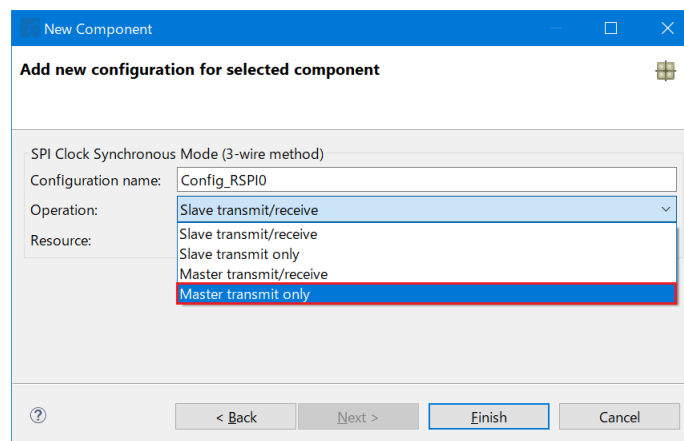 New Component
Add new configuration for selected component
SPI Clock Synchronous Mode (3-wire method)
Configuration name: Config_RSPI0
Operation: Slave transmit/receive
Resource:
Slave transmit/receive
Slave transmit only
Master transmit/receive
Master transmit only
? < Back Next > Finish Cancel